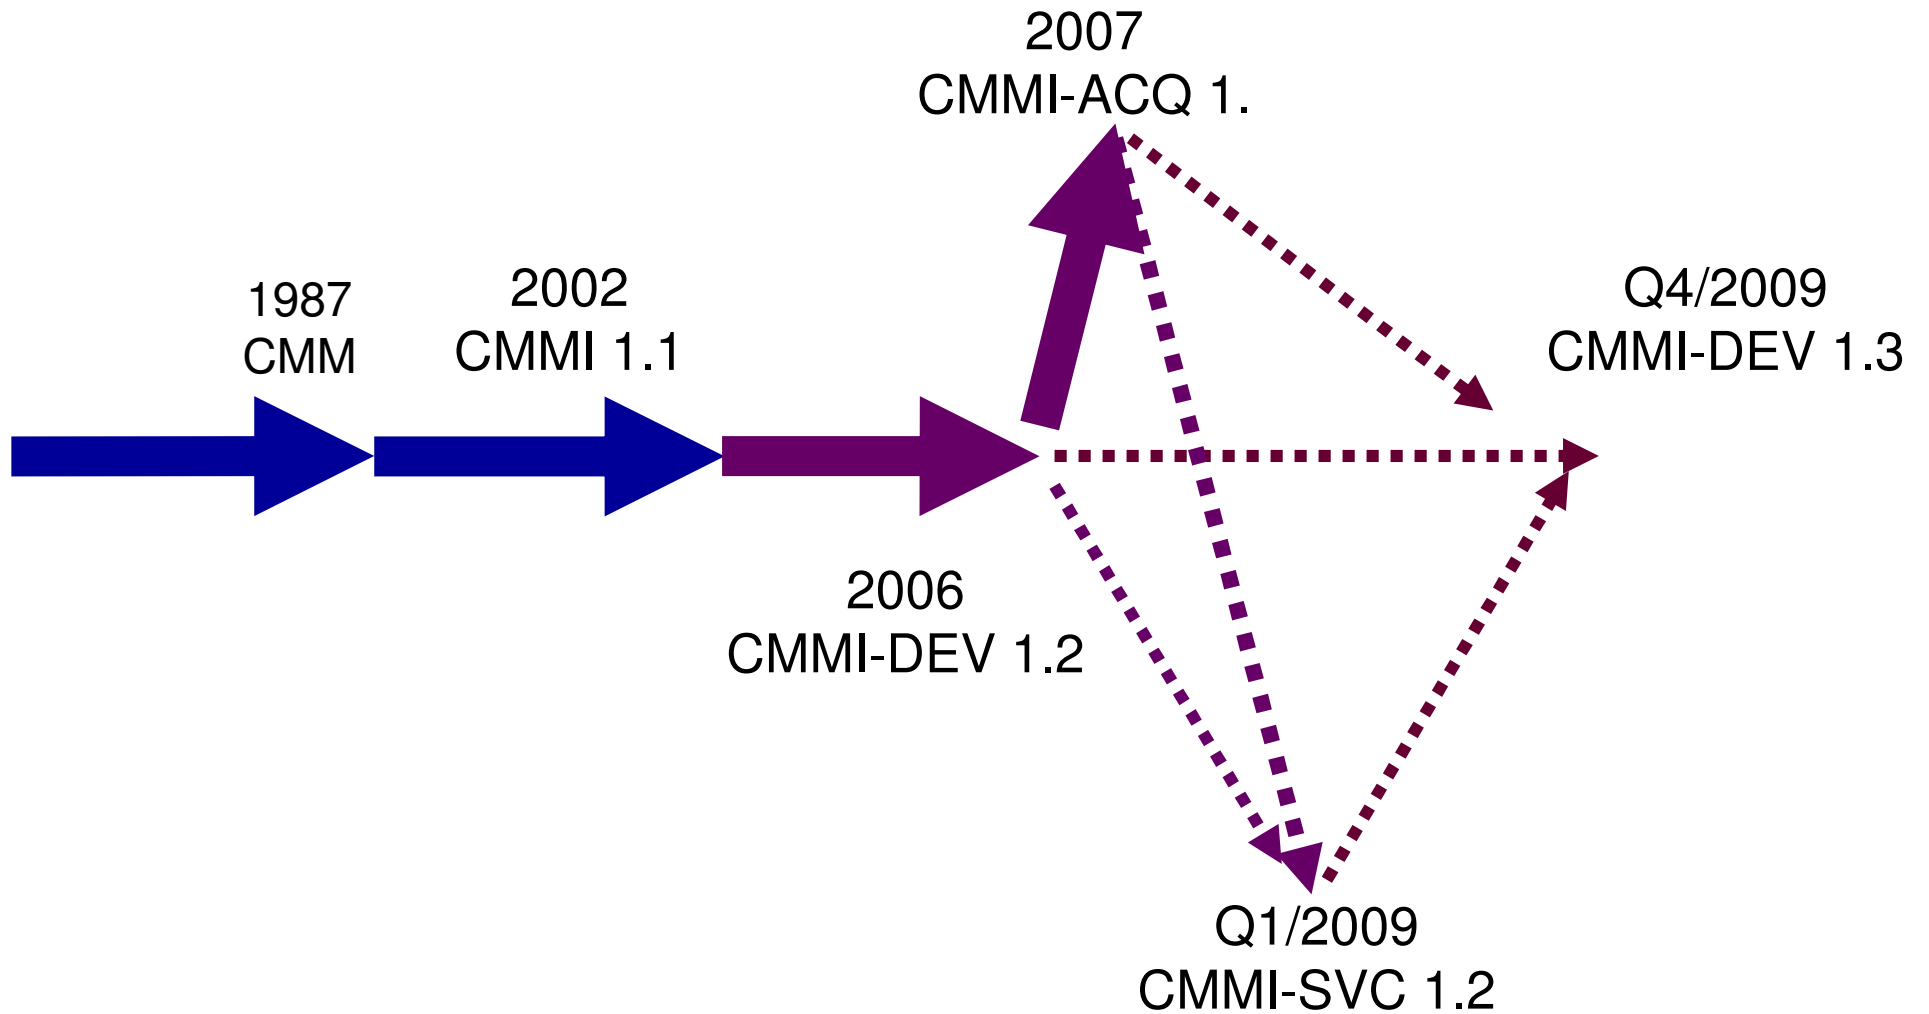 2007
CMMI-ACQ 1.
1987
CMM
2002
CMMI 1.1
Q4/2009
CMMI-DEV 1.3
2006
CMMI-DEV 1.2
Q1/2009
CMMI-SVC 1.2